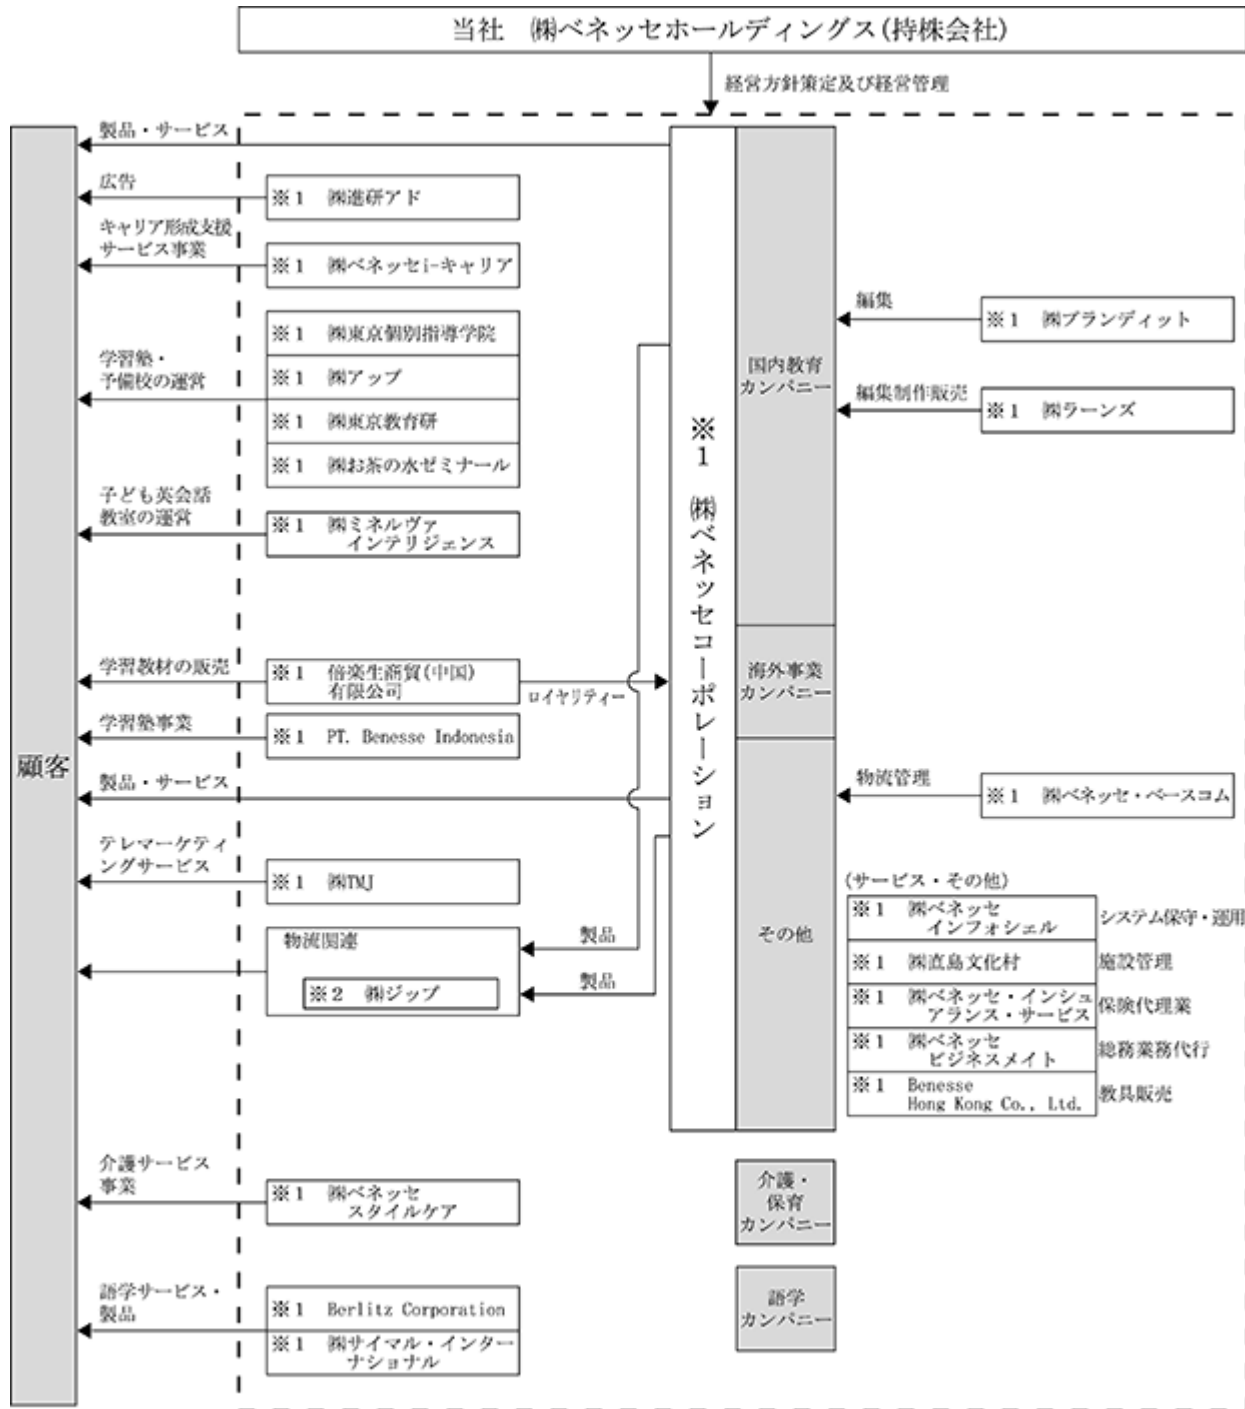 当社　㈱ベネッセホールディングス(持株会社)
経営方針策定及び経営管理
顧客
製品・サービス
広告
※1　㈱進研アド
キャリア形成支援
サービス事業
※1　㈱ベネッセi-キャリア
学習塾・
予備校の運営
※1　㈱東京個別指導学院
※1　㈱アップ
※1　㈱東京教育研
※1　㈱お茶の水ゼミナール
子ども英会話
教室の運営
※1　㈱ミネルヴァ
インテリジェンス
学習教材の販売
※1　倍楽生商貿(中国)
有限公司
ロイヤリティー
学習塾事業
※1　PT. Benesse Indonesia
製品・サービス
テレマーケティ
ングサービス
※1　㈱TMJ
物流関連
※2　㈱ジップ
製品
製品
介護サービス
事業
※1　㈱ベネッセ
スタイルケア
語学サービス・
製品
※1　Berlitz Corporation
※1　㈱サイマル・インター
ナショナル
※1　㈱ベネッセコーポレーション
国内教育
カンパニー
海外事業
カンパニー
その他
介護・
保育
カンパニー
語学
カンパニー
編集
※1　㈱ブランディット
編集制作販売
※1　㈱ラーンズ
物流管理
※1　㈱ベネッセ・ベースコム
(サービス・その他)
※1　㈱ベネッセ
インフォシェル
システム保守・運用
※1　㈱直島文化村
施設管理
※1　㈱ベネッセ・インシュ
アランス・サービス
保険代理業
※1　㈱ベネッセ
ビジネスメイト
総務業務代行
※1　Benesse
Hong Kong Co., Ltd.
教具販売